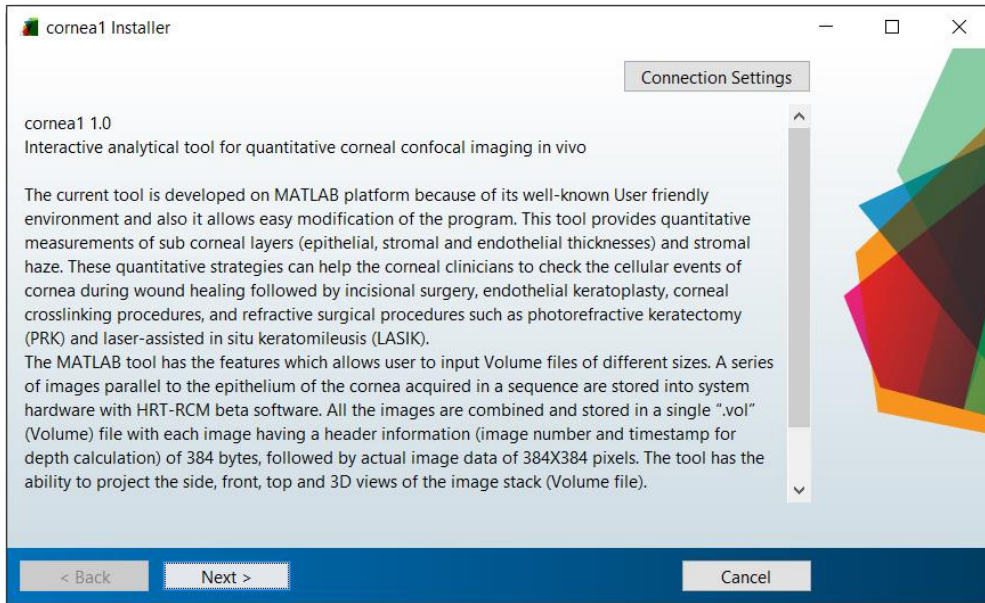 cornea1 Installer
Connection Settings
cornea1 1.0
Interactive analytical tool for quantitative corneal confocal imaging in vivo
The current tool is developed on MATLAB platform because of its well-known User friendly
environment and also it allows easy modification of the program. This tool provides quantitative
measurements of sub corneal layers (epithelial, stromal and endothelial thicknesses) and stromal
haze. These quantitative strategies can help the corneal clinicians to check the cellular events of
cornea during wound healing followed by incisional surgery, endothelial keratoplasty, corneal
crosslinking procedures, and refractive surgical procedures such as photorefractive keratectomy
(PRK) and laser-assisted in situ keratomileusis (LASIK).
The MATLAB tool has the features which allows user to input Volume files of different sizes. A series
of images parallel to the epithelium of the cornea acquired in a sequence are stored into system
hardware with HRT-RCM beta software. All the images are combined and stored in a single “.vol”
(Volume) file with each image having a header information (image number and timestamp for
depth calculation) of 384 bytes, followed by actual image data of 384X384 pixels. The tool has the
ability to project the side, front, top and 3D views of the image stack (Volume file).
< Back
Next >
Cancel